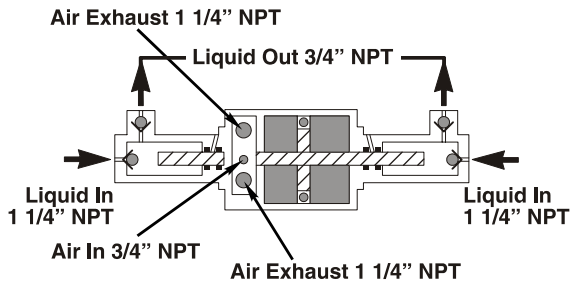 Air Exhaust 1 1/4” NPT
Liquid Out 3/4” NPT
Liquid In
1 1/4” NPT
Liquid In
1 1/4” NPT
Air In 3/4” NPT
Air Exhaust 1 1/4” NPT